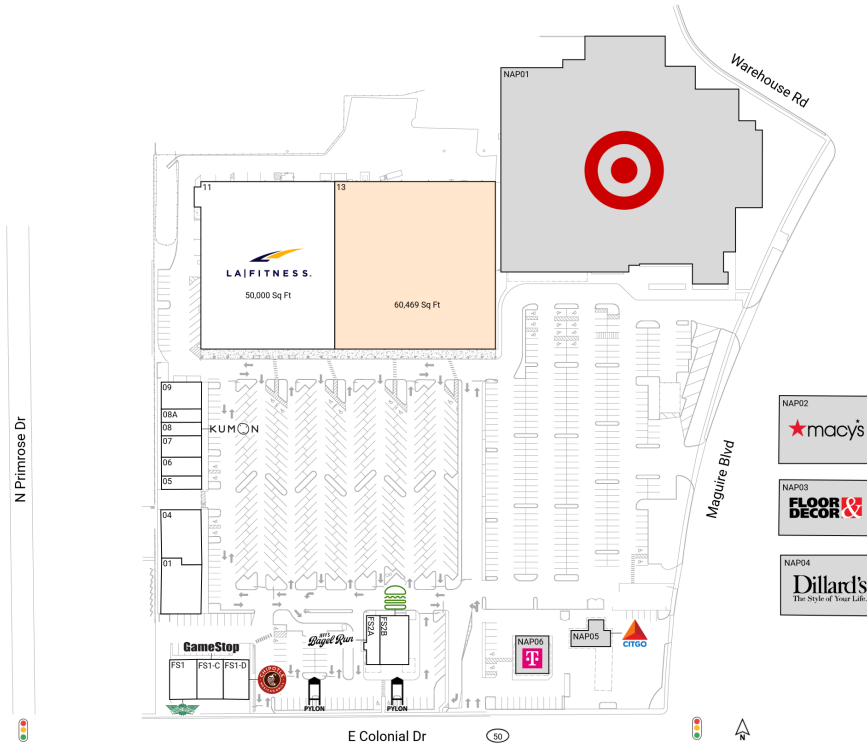 Warehouse Rd
NAP01
11
13
LA|FITNESS.
50,000 Sq Ft
60,469 Sq Ft
N Primrose Dr
09
08A
08
KUMON
07
06
05
04
01
Maguire Blvd
NAP02
macy's
NAP03
FLOOR & DECOR
NAP04
Dillard's
The Style of Your Life.
GameStop
FS1
FS1-C
FS1-D
CHIPOTLE
JEFF'S
Bagel Run
FS2A
FS2B
NAP06
T
NAP05
CITGO
PYLON
PYLON
E Colonial Dr
50
N